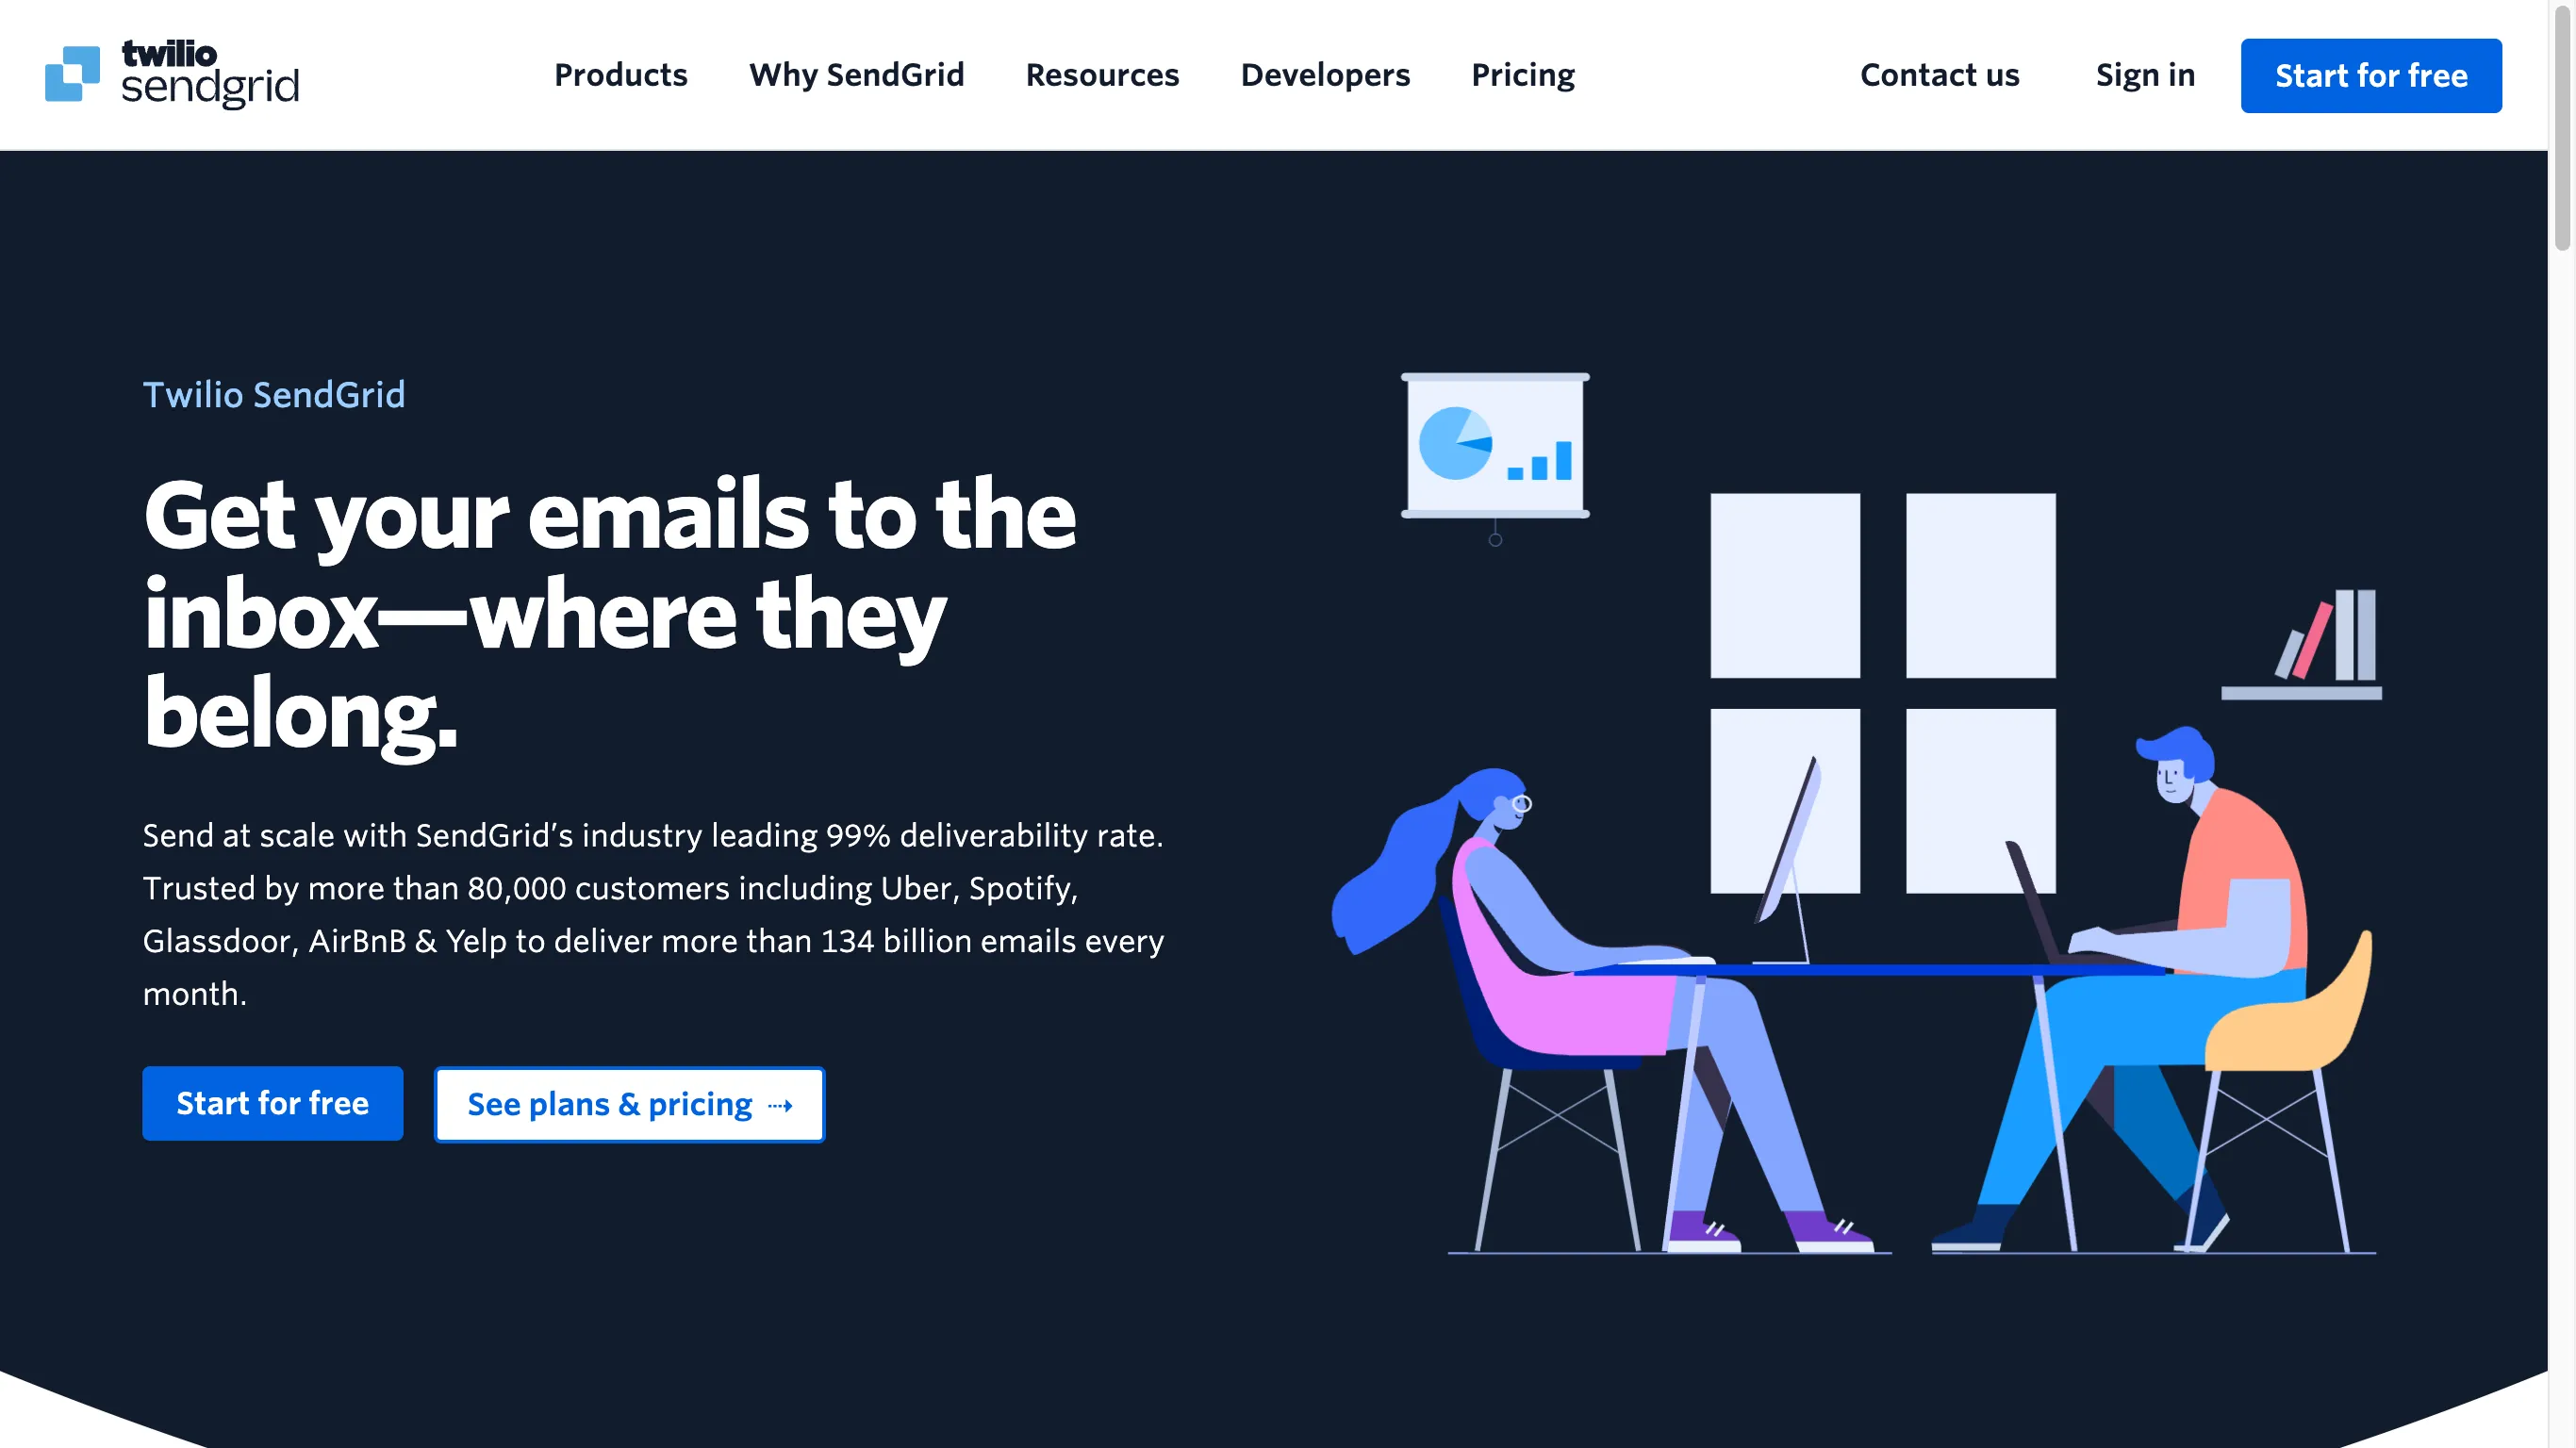 twilio
sendgrid
Products
Why SendGrid
Resources
Developers
Pricing
Contact us
Sign in
Start for free
Twilio SendGrid
Get your emails to the
inbox—where they
belong.
Send at scale with SendGrid’s industry leading 99% deliverability rate.
Trusted by more than 80,000 customers including Uber, Spotify,
Glassdoor, AirBnB & Yelp to deliver more than 134 billion emails every
month.
Start for free
See plans & pricing